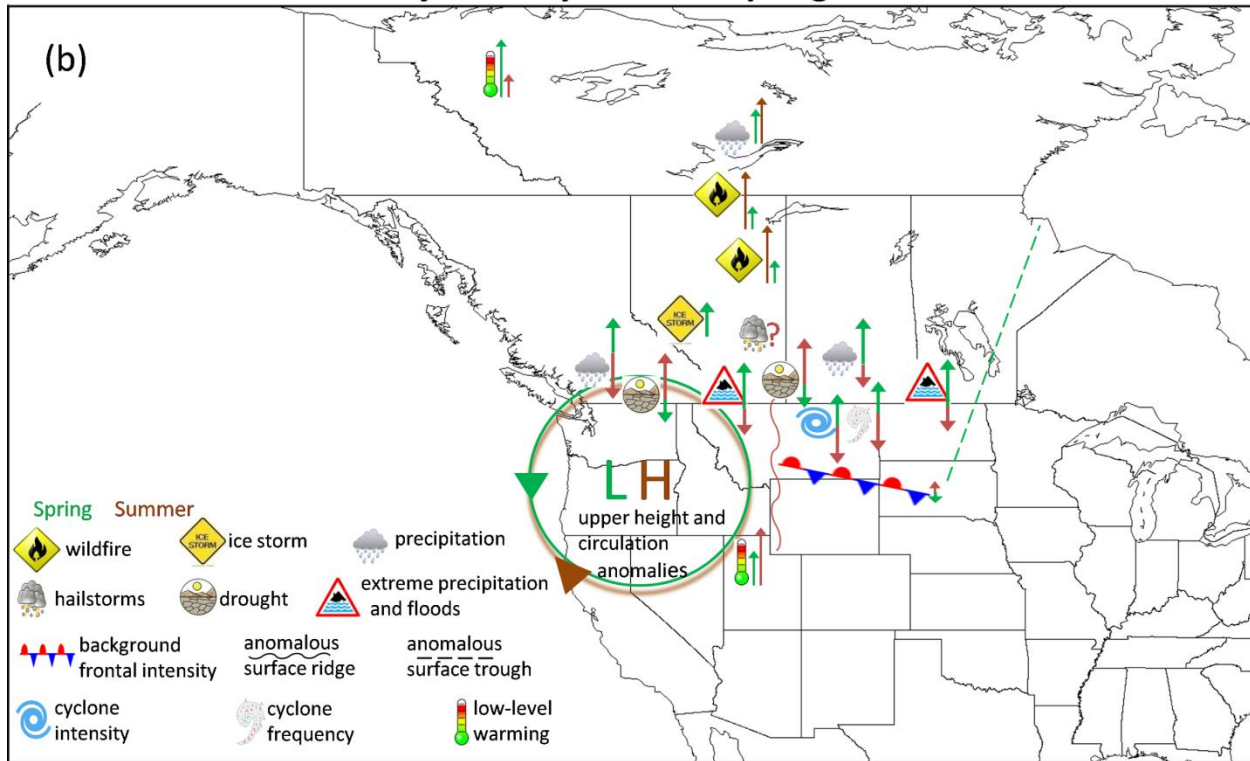 (b)
ICE
STORM
?
L H
upper height and
circulation
anomalies
Spring Summer
wildfire
ICE
STORM
ice storm
precipitation
hailstorms
drought
extreme precipitation
and floods
background
frontal intensity
anomalous
surface ridge
anomalous
surface trough
cyclone
intensity
cyclone
frequency
low-level
warming